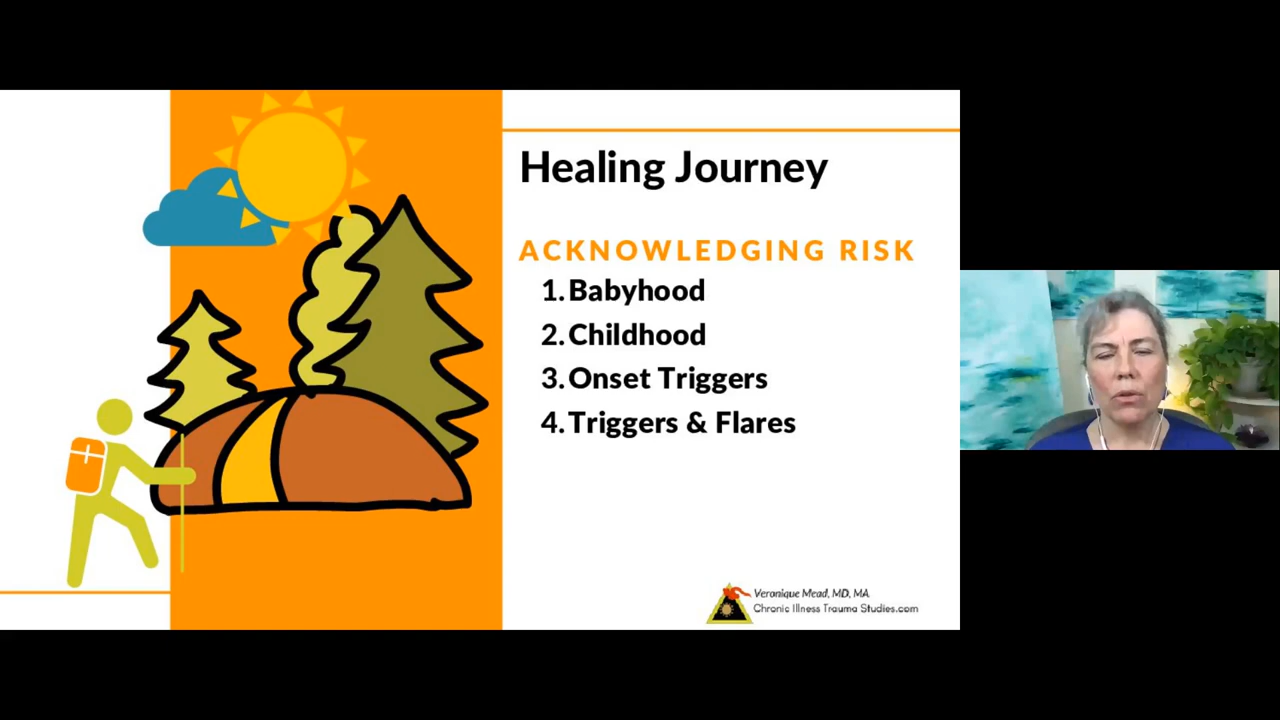 Healing Journey
ACKNOWLEDGING RISK
1. Babyhood
2. Childhood
3. Onset Triggers
4. Triggers & Flares
Veronique Mead, MD, MA
Chronic Illness Trauma Studies.com